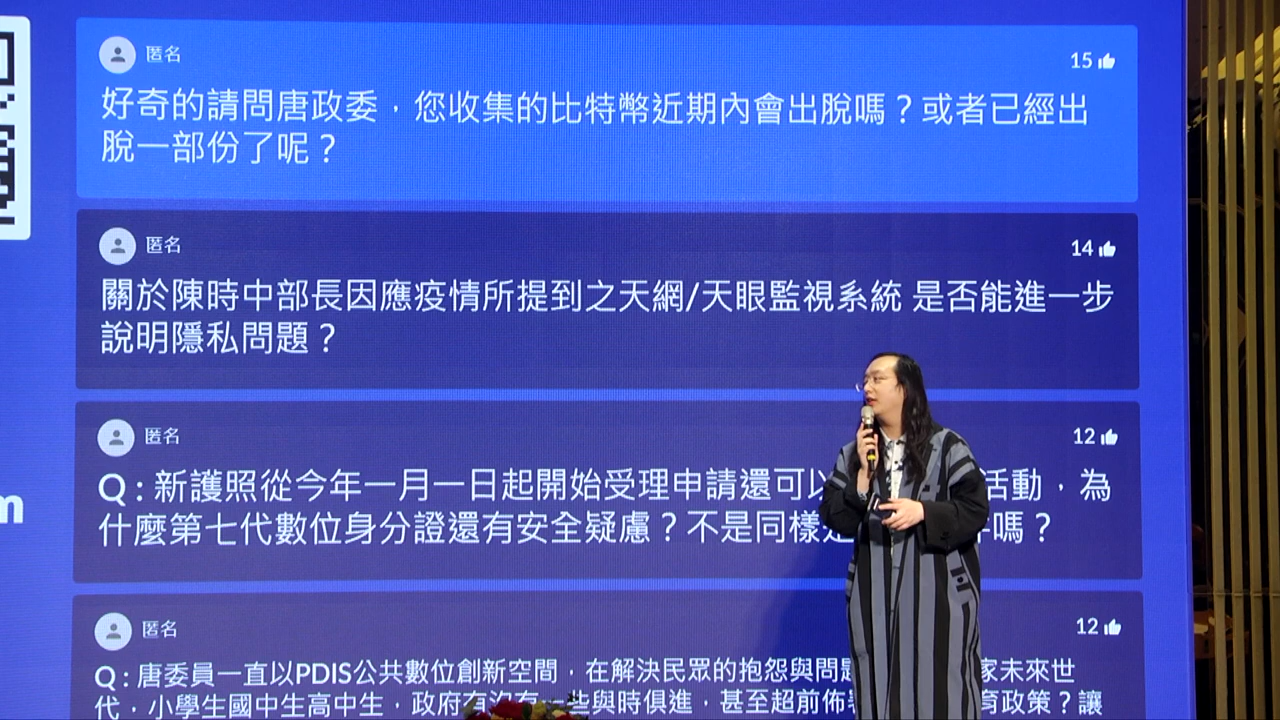 匿名
15
好奇的請問唐政委，您收集的比特幣近期內會出脫嗎？或者已經出
脫一部份了呢？
匿名
14
關於陳時中部長因應疫情所提到之天網/天眼監視系統 是否能進一步
說明隱私問題？
匿名
12
Q : 新護照從今年一月一日起開始受理申請還可以 活動，為
什麼第七代數位身分證還有安全疑慮？不是同樣 嗎？
匿名
12
Q : 唐委員一直以PDIS公共數位創新空間，在解決民眾的抱怨與問 家未來世
代，小學生國中生高中生，政府有沒有一些與時俱進，甚至超前佈 育政策？讓
m